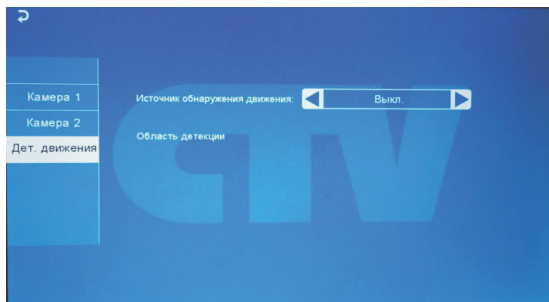 Камера 1
Источник обнаружения движения: Выкл.
Камера 2
Область детекции
Дет. движения
CTV